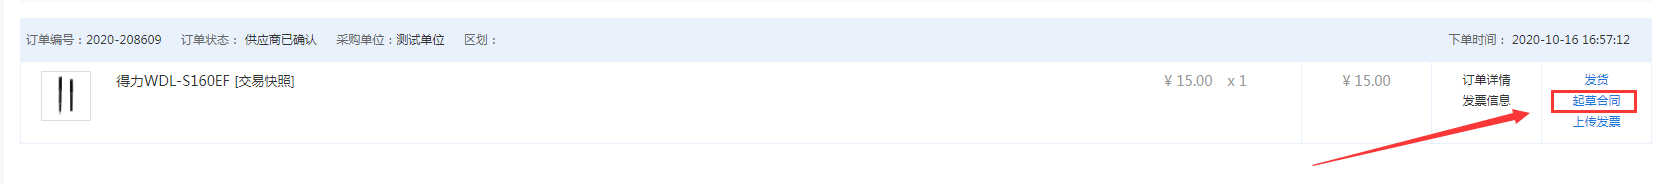 订单编号：2020-208609 订单状态： 供应商已确认 采购单位：测试单位 区划： 下单时间： 2020-10-16 16:57:12
得力WDL-S160EF [交易快照] ¥ 15.00 x 1 ¥ 15.00 订单详情 发货
发票信息 起草合同
上传发票